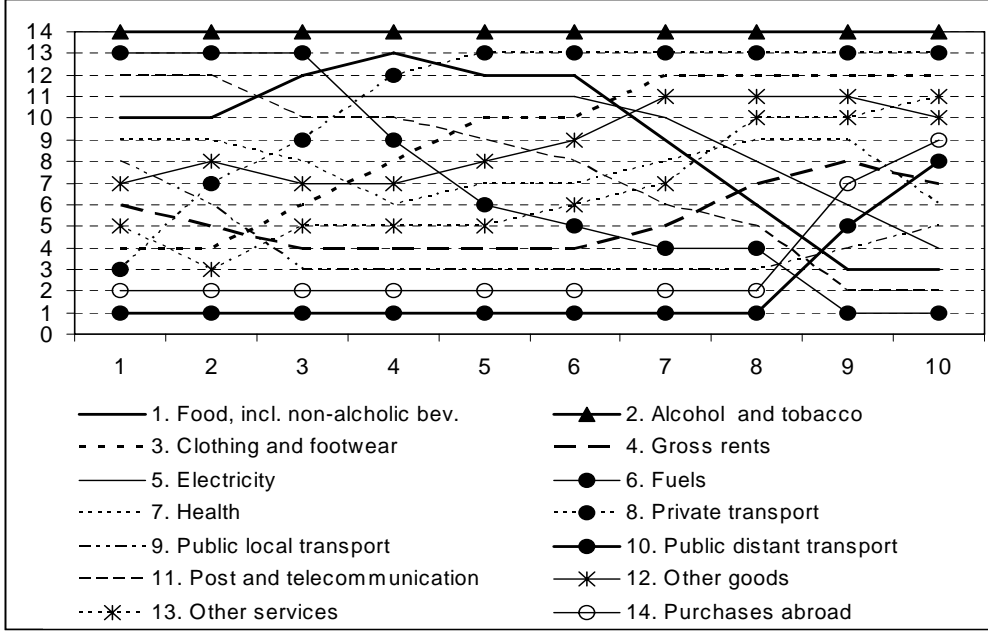 14
13
12
11
10
9
8
7
6
5
4
3
2
1
0
1 2 3 4 5 6 7 8 9 10
1. Food, incl. non-alcholic bev. 2. Alcohol and tobacco
3. Clothing and footwear 4. Gross rents
5. Electricity 6. Fuels
7. Health 8. Private transport
9. Public local transport 10. Public distant transport
11. Post and telecommunication 12. Other goods
13. Other services 14. Purchases abroad